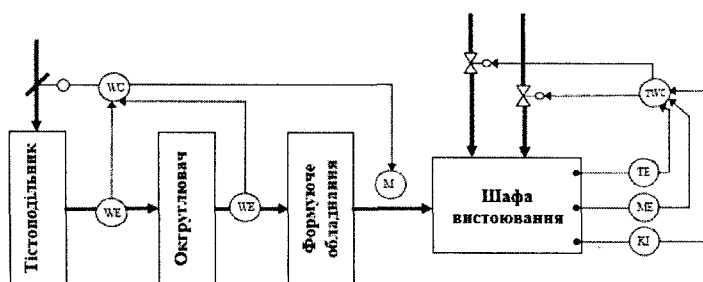 WC
TWC
Тістоподільник
WE
Округлювач
WE
Формуюче
обладнання
M
Шафа
вистоювання
TE
ME
KI